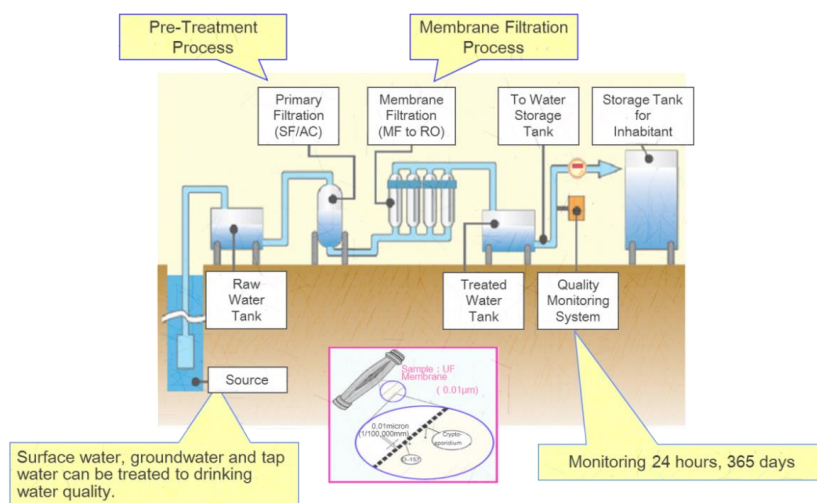 Pre-Treatment
Process
Membrane Filtration
Process
Primary
Filtration
(SF/AC)
Membrane
Filtration
(MF to RO)
To Water
Storage
Tank
Storage Tank
for
Inhabitant
Raw
Water
Tank
Treated
Water
Tank
Quality
Monitoring
System
Source
Sample : UF
Membrane
( 0.01μm)
0.01micron
(1/100,000mm)
Crypto-
sporidium
O-157
Surface water, groundwater and tap
water can be treated to drinking
water quality.
Monitoring 24 hours, 365 days